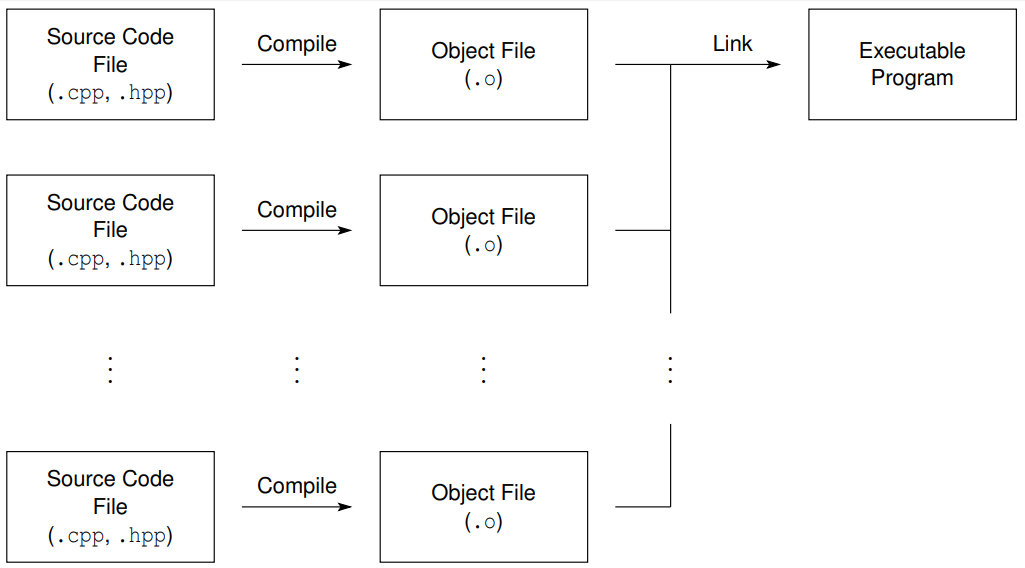 Source Code
File
(.cpp, .hpp)
Compile
Object File
(.o)
Link
Executable
Program
Source Code
File
(.cpp, .hpp)
Compile
Object File
(.o)
Source Code
File
(.cpp, .hpp)
Compile
Object File
(.o)